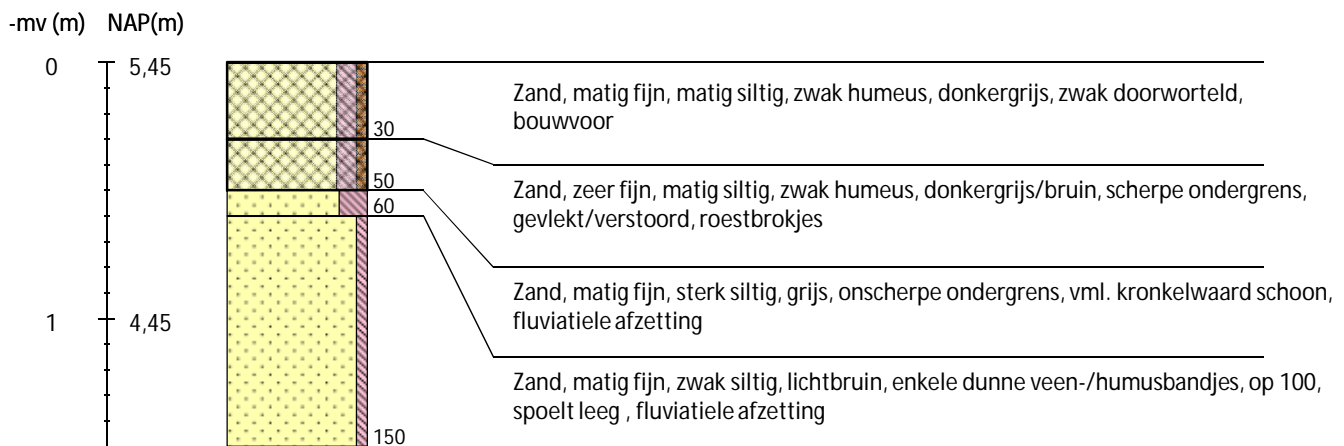 -mv (m) NAP(m)
0 5,45
Zand, matig fijn, matig siltig, zwak humeus, donkergrijs, zwak doorworteld,
bouwvoor
30
Zand, zeer fijn, matig siltig, zwak humeus, donkergrijs/bruin, scherpe ondergrens,
gevlekt/verstoord, roestbrokjes
50
60
Zand, matig fijn, sterk siltig, grijs, onscherpe ondergrens, vml. kronkelwaard schoon,
fluviatiele afzetting
1 4,45
Zand, matig fijn, zwak siltig, lichtbruin, enkele dunne veen-/humusbandjes, op 100,
spoelt leeg , fluviatiele afzetting
150